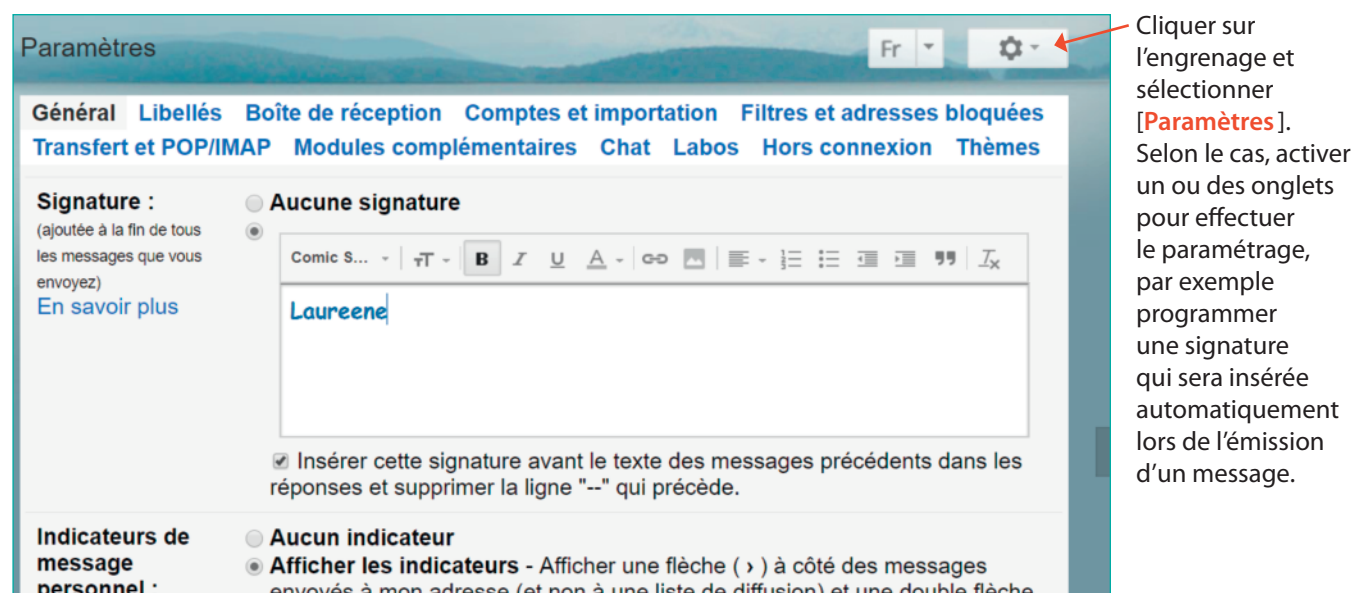 Paramètres
Fr
Général Libellés Boîte de réception Comptes et importation Filtres et adresses bloquées
Transfert et POP/IMAP Modules complémentaires Chat Labos Hors connexion Thèmes
Signature :
(ajoutée à la fin de tous
les messages que vous
envoyez)
En savoir plus
Aucune signature
Comic S... тT B I U A Tx
Laureene
Insérer cette signature avant le texte des messages précédents dans les
réponses et supprimer la ligne "--" qui précède.
Indicateurs de
message
personnel :
Aucun indicateur
Afficher les indicateurs - Afficher une flèche ( › ) à côté des messages
envoyés à mon adresse (et non à une liste de diffusion) et une double flèche
Cliquer sur
l'engrenage et
sélectionner
[Paramètres ].
Selon le cas, activer
un ou des onglets
pour effectuer
le paramétrage,
par exemple
programmer
une signature
qui sera insérée
automatiquement
lors de l'émission
d'un message.